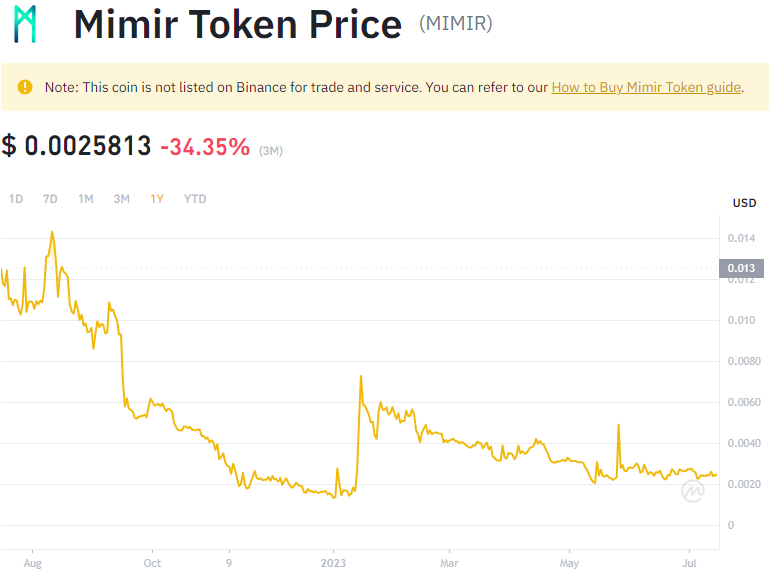 Mimir Token Price (MIMIR)
Note: This coin is not listed on Binance for trade and service. You can refer to our How to Buy Mimir Token guide.
$ 0.0025813 -34.35% (3M)
1D 7D 1M 3M 1Y YTD
USD
0.014
0.013
0.012
0.010
0.0080
0.0060
0.0040
0.0020
0
Aug Oct 9 2023 Mar May Jul